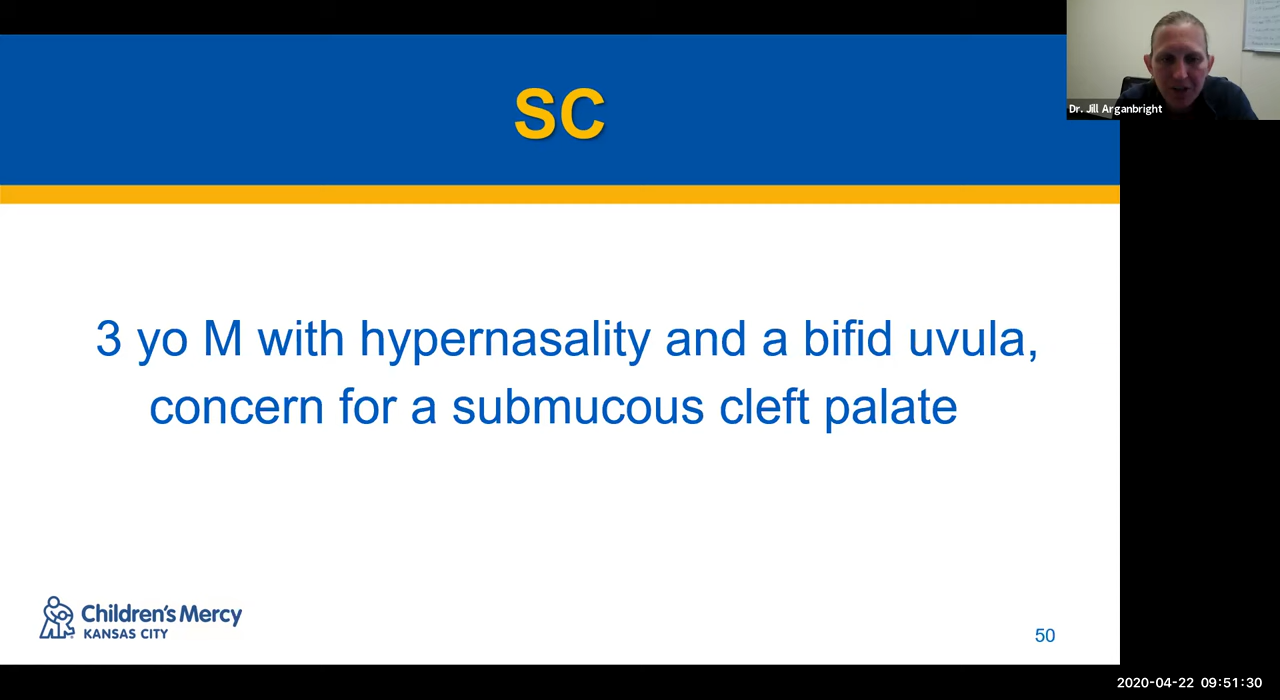 SC
Dr. Jill Arganbright
3 yo M with hypernasality and a bifid uvula,
concern for a submucous cleft palate
Children's Mercy
KANSAS CITY
50
2020-04-22 09:51:30